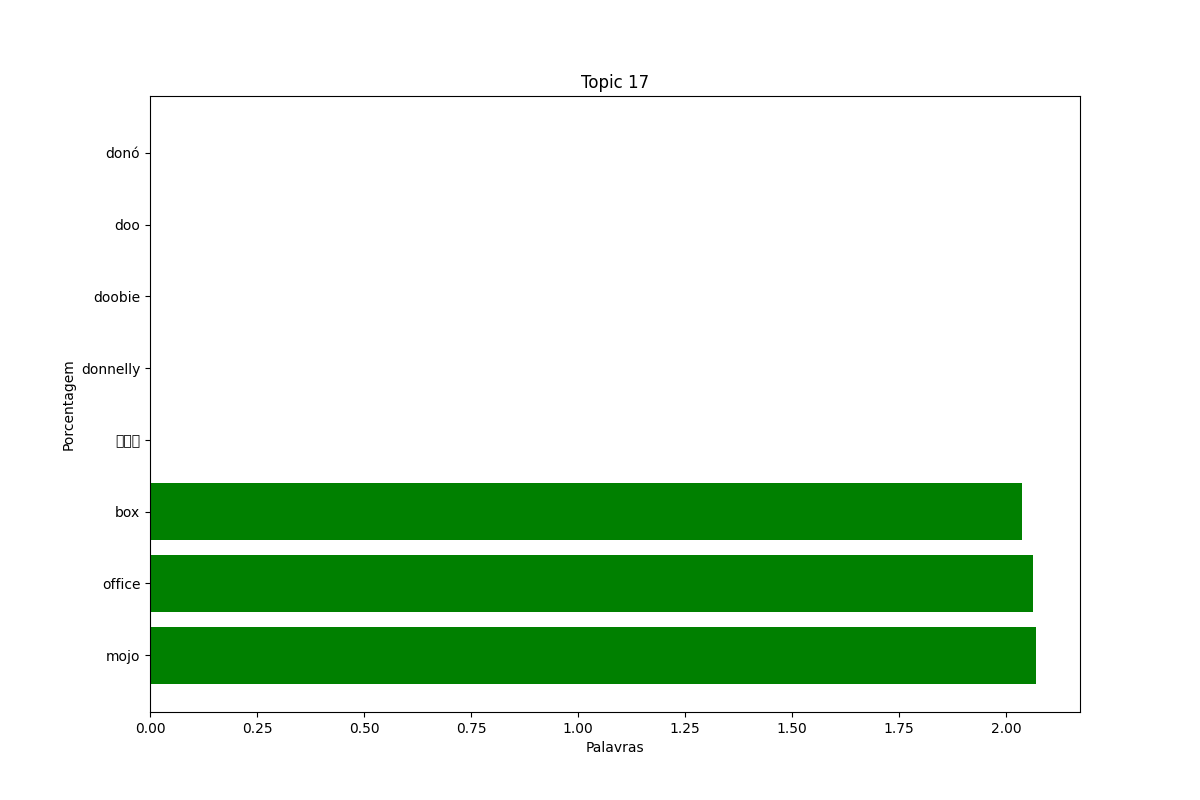 Topic 17
donó
doo
doobie
donnelly
box
office
mojo
Porcentagem
0.00 0.25 0.50 0.75 1.00 1.25 1.50 1.75 2.00
Palavras